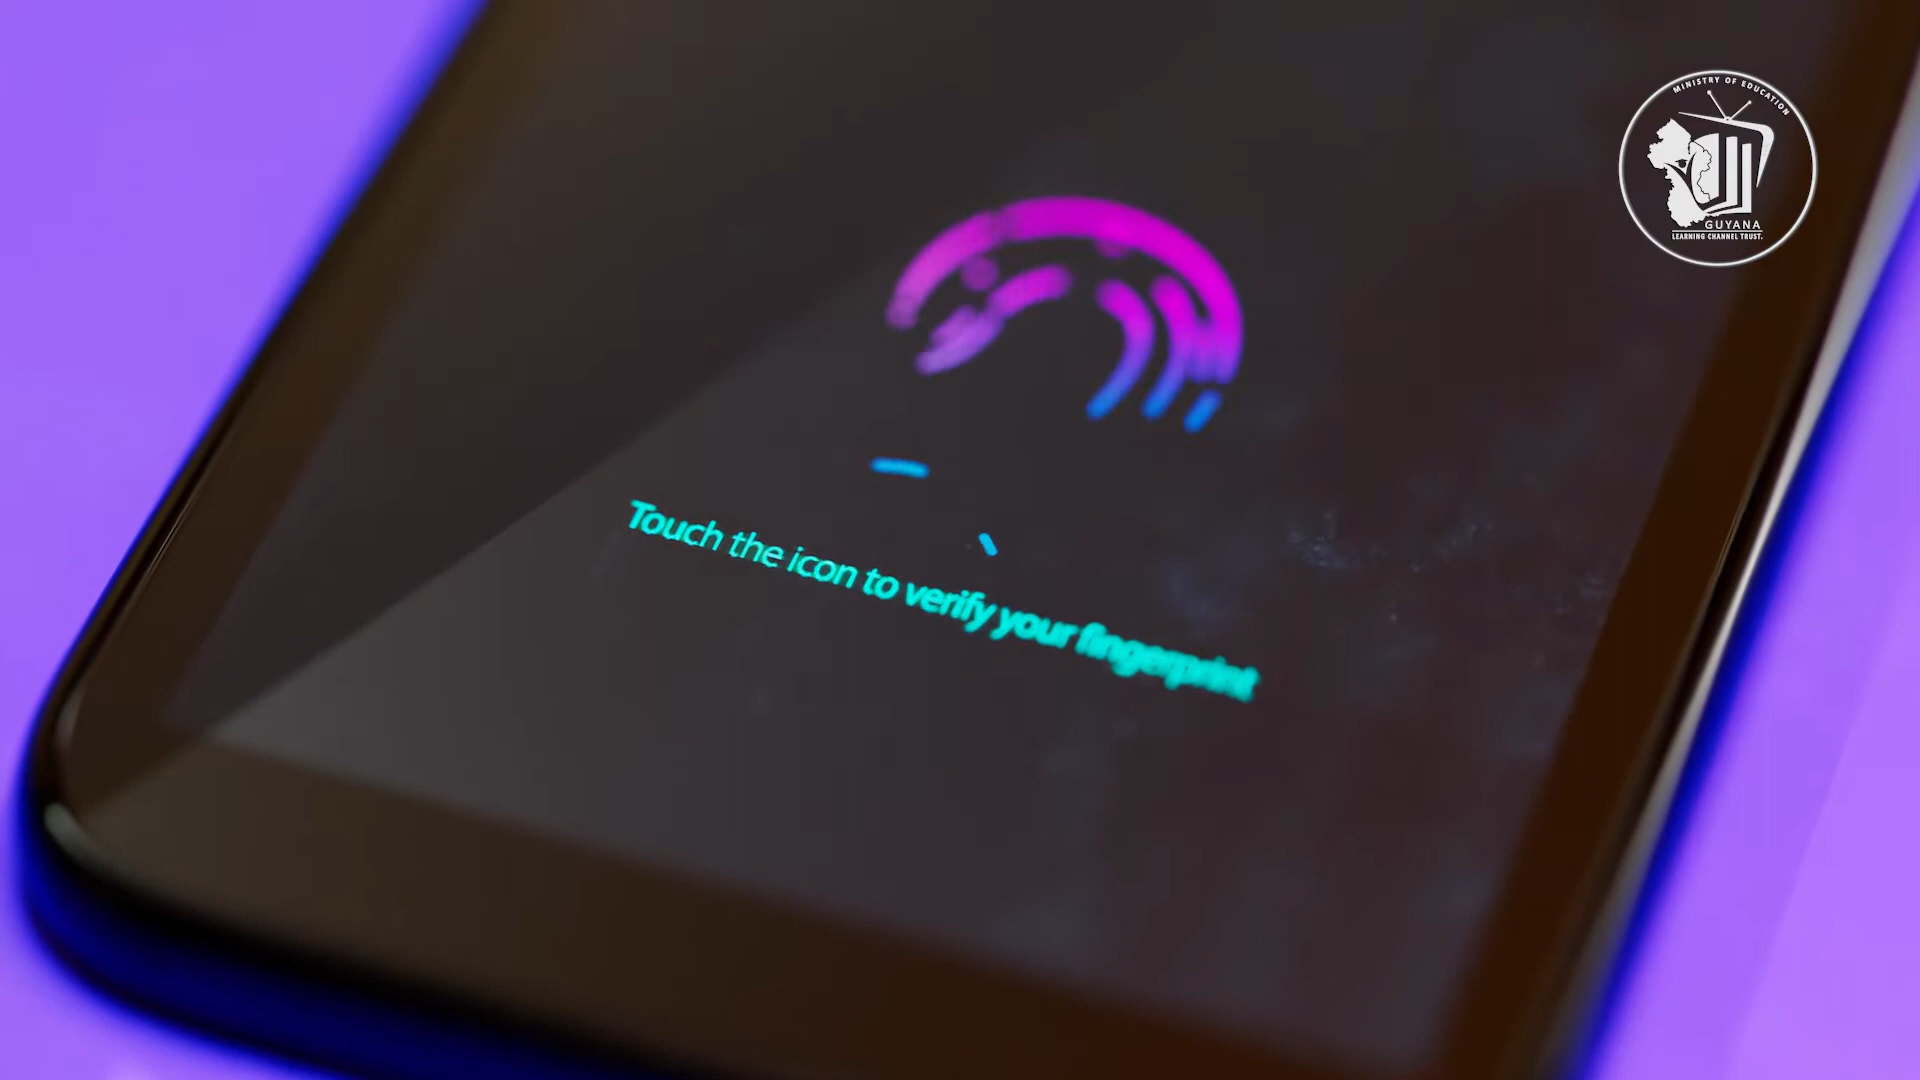 MINISTRY OF EDUCATION
GUYANA
LEARNING CHANNEL TRUST.
Touch the icon to verify your fingerprint